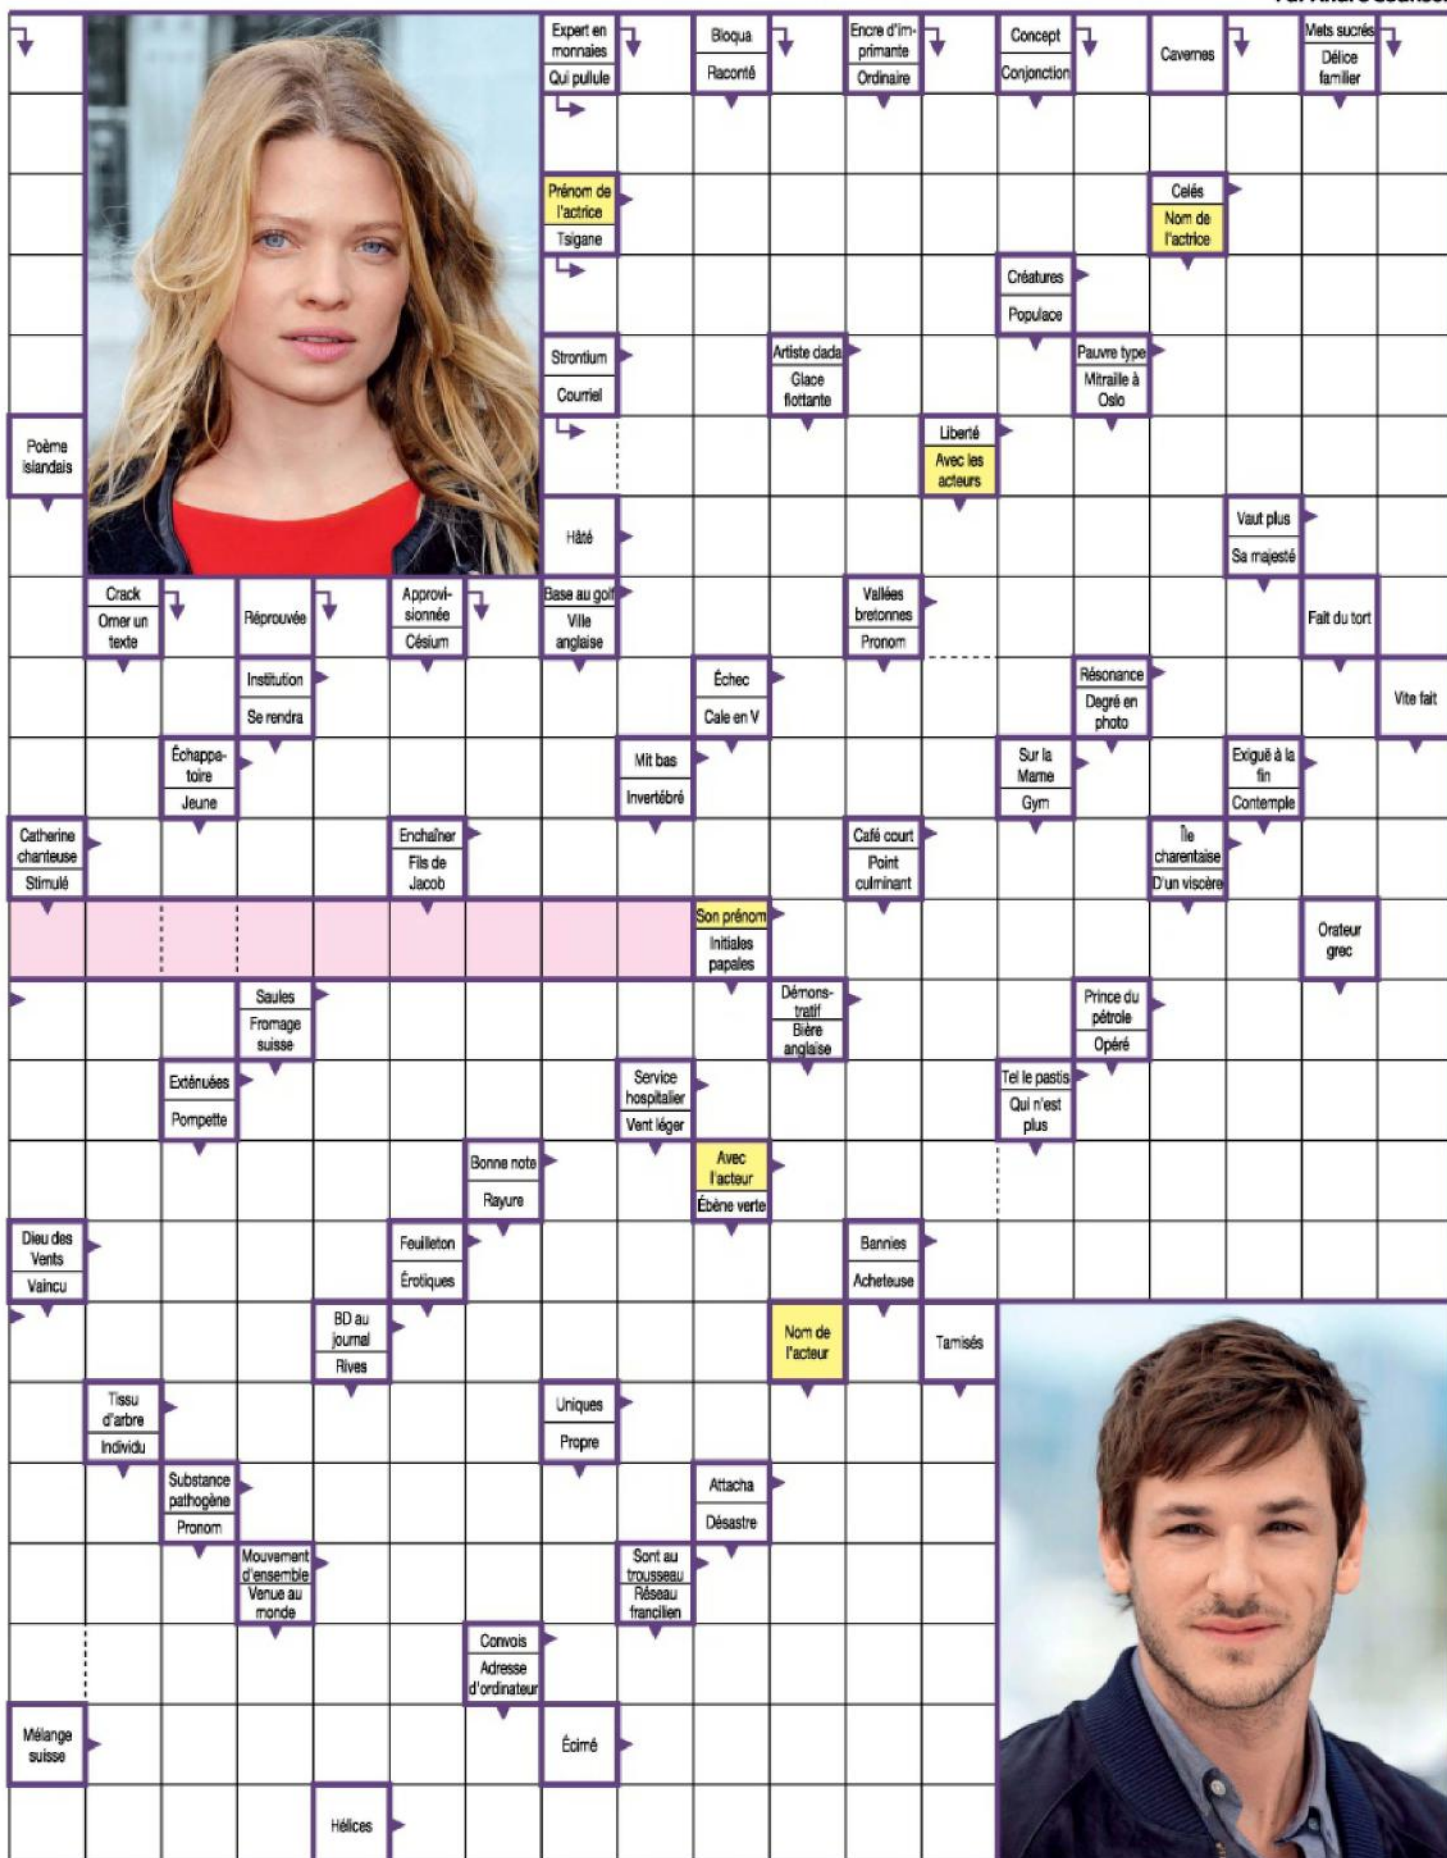 Expert en
monnaies
Qui pullule
Bloqua
Raconté
Encre d'im-
primante
Ordinaire
Concept
Conjonction
Cavernes
Mets sucrés
Délice
familier
Prénom de
l'actrice
Tsigane
Celés
Nom de
l'actrice
Créatures
Populace
Strontium
Courriel
Artiste dada
Glace
flottante
Pauvre type
Mitraille à
Oslo
Poème
islandais
Liberté
Avec les
acteurs
Hâté
Vaut plus
Sa majesté
Crack
Orner un
texte
Réprouvée
Approvi-
sionnée
Césium
Base au golf
Ville
anglaise
Vallées
bretonnes
Pronom
Fait du tort
Institution
Se rendra
Échec
Cale en V
Résonance
Degré en
photo
Vite fait
Échappa-
toire
Jeune
Mit bas
Invertébré
Sur la
Marne
Gym
Exiguë à la
fin
Contemple
Catherine
chanteuse
Stimulé
Enchaîner
Fils de
Jacob
Café court
Point
culminant
Île
charentaise
D'un viscère
Son prénom
Initiales
papales
Orateur
grec
Saules
Fromage
suisse
Démons-
tratif
Bière
anglaise
Prince du
pétrole
Opéré
Exténuées
Pompette
Service
hospitalier
Vent léger
Tel le pastis
Qui n'est
plus
Bonne note
Rayure
Avec
l'acteur
Ébène verte
Dieu des
Vents
Vaincu
Feuilleton
Érotiques
Bannies
Acheteuse
BD au
journal
Rives
Nom de
l'acteur
Tamisés
Tissu
d'arbre
Individu
Uniques
Propre
Substance
pathogène
Pronom
Attacha
Désastre
Mouvement
d'ensemble
Venue au
monde
Sont au
trousseau
Réseau
francilien
Convois
Adresse
d'ordinateur
Mélange
suisse
Écimé
Hélices